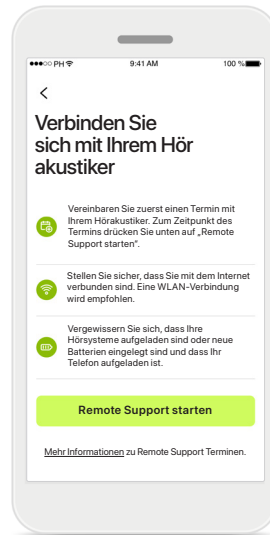 ●●●○○ PH 9:41 AM 100 %
Verbinden Sie
sich mit Ihrem Hör
akustiker
Vereinbaren Sie zuerst einen Termin mit
Ihrem Hörakustiker. Zum Zeitpunkt des
Termins drücken Sie unten auf „Remote
Support starten“.
Stellen Sie sicher, dass Sie mit dem Internet
verbunden sind. Eine WLAN-Verbindung
wird empfohlen.
Vergewissern Sie sich, dass Ihre
Hörsysteme aufgeladen sind oder neue
Batterien eingelegt sind und dass Ihr
Telefon aufgeladen ist.
Remote Support starten
Mehr Informationen zu Remote Support Terminen.